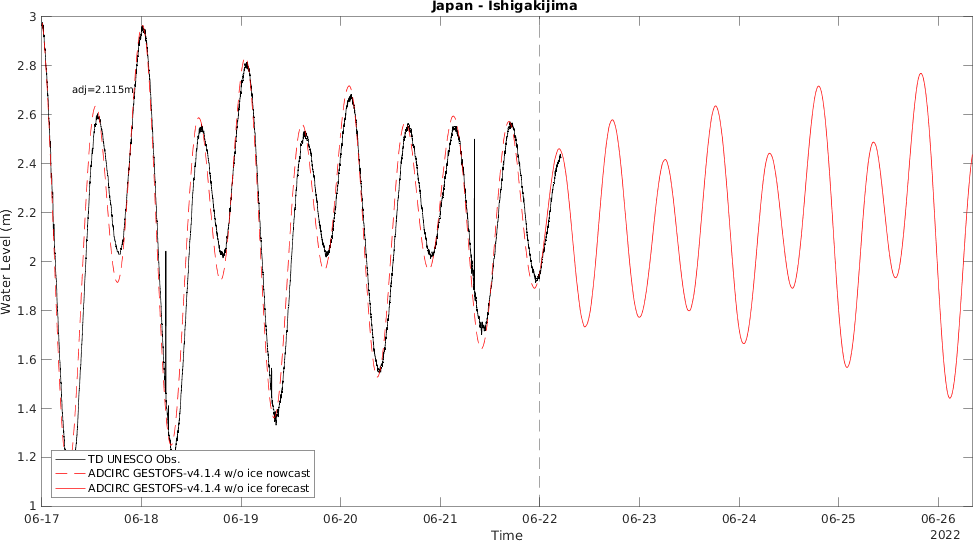 Japan - Ishigakijima
3
2.8
2.6
2.4
2.2
2
1.8
1.6
1.4
1.2
1
Water Level (m)
adj=2.115m
TD UNESCO Obs.
ADCIRC GESTOFS-v4.1.4 w/o ice nowcast
ADCIRC GESTOFS-v4.1.4 w/o ice forecast
06-17 06-18 06-19 06-20 06-21 06-22 06-23 06-24 06-25 06-26
2022
Time